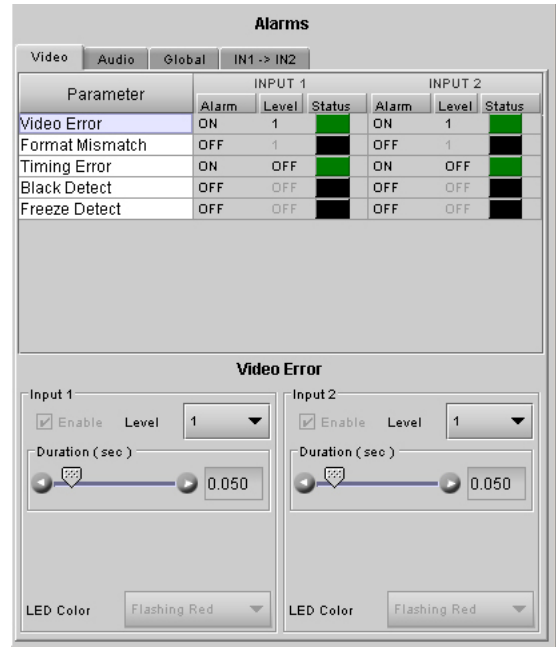 Alarms
Video Audio Global IN1 -> IN2
Parameter INPUT 1 INPUT 2
Alarm Level Status Alarm Level Status
Video Error ON 1 ON 1
Format Mismatch OFF 1 OFF 1
Timing Error ON OFF ON OFF
Black Detect OFF OFF OFF OFF
Freeze Detect OFF OFF OFF OFF
Video Error
Input 1 Input 2
Enable Level 1 Enable Level 1
Duration ( sec ) Duration ( sec )
0.050 0.050
LED Color Flashing Red LED Color Flashing Red